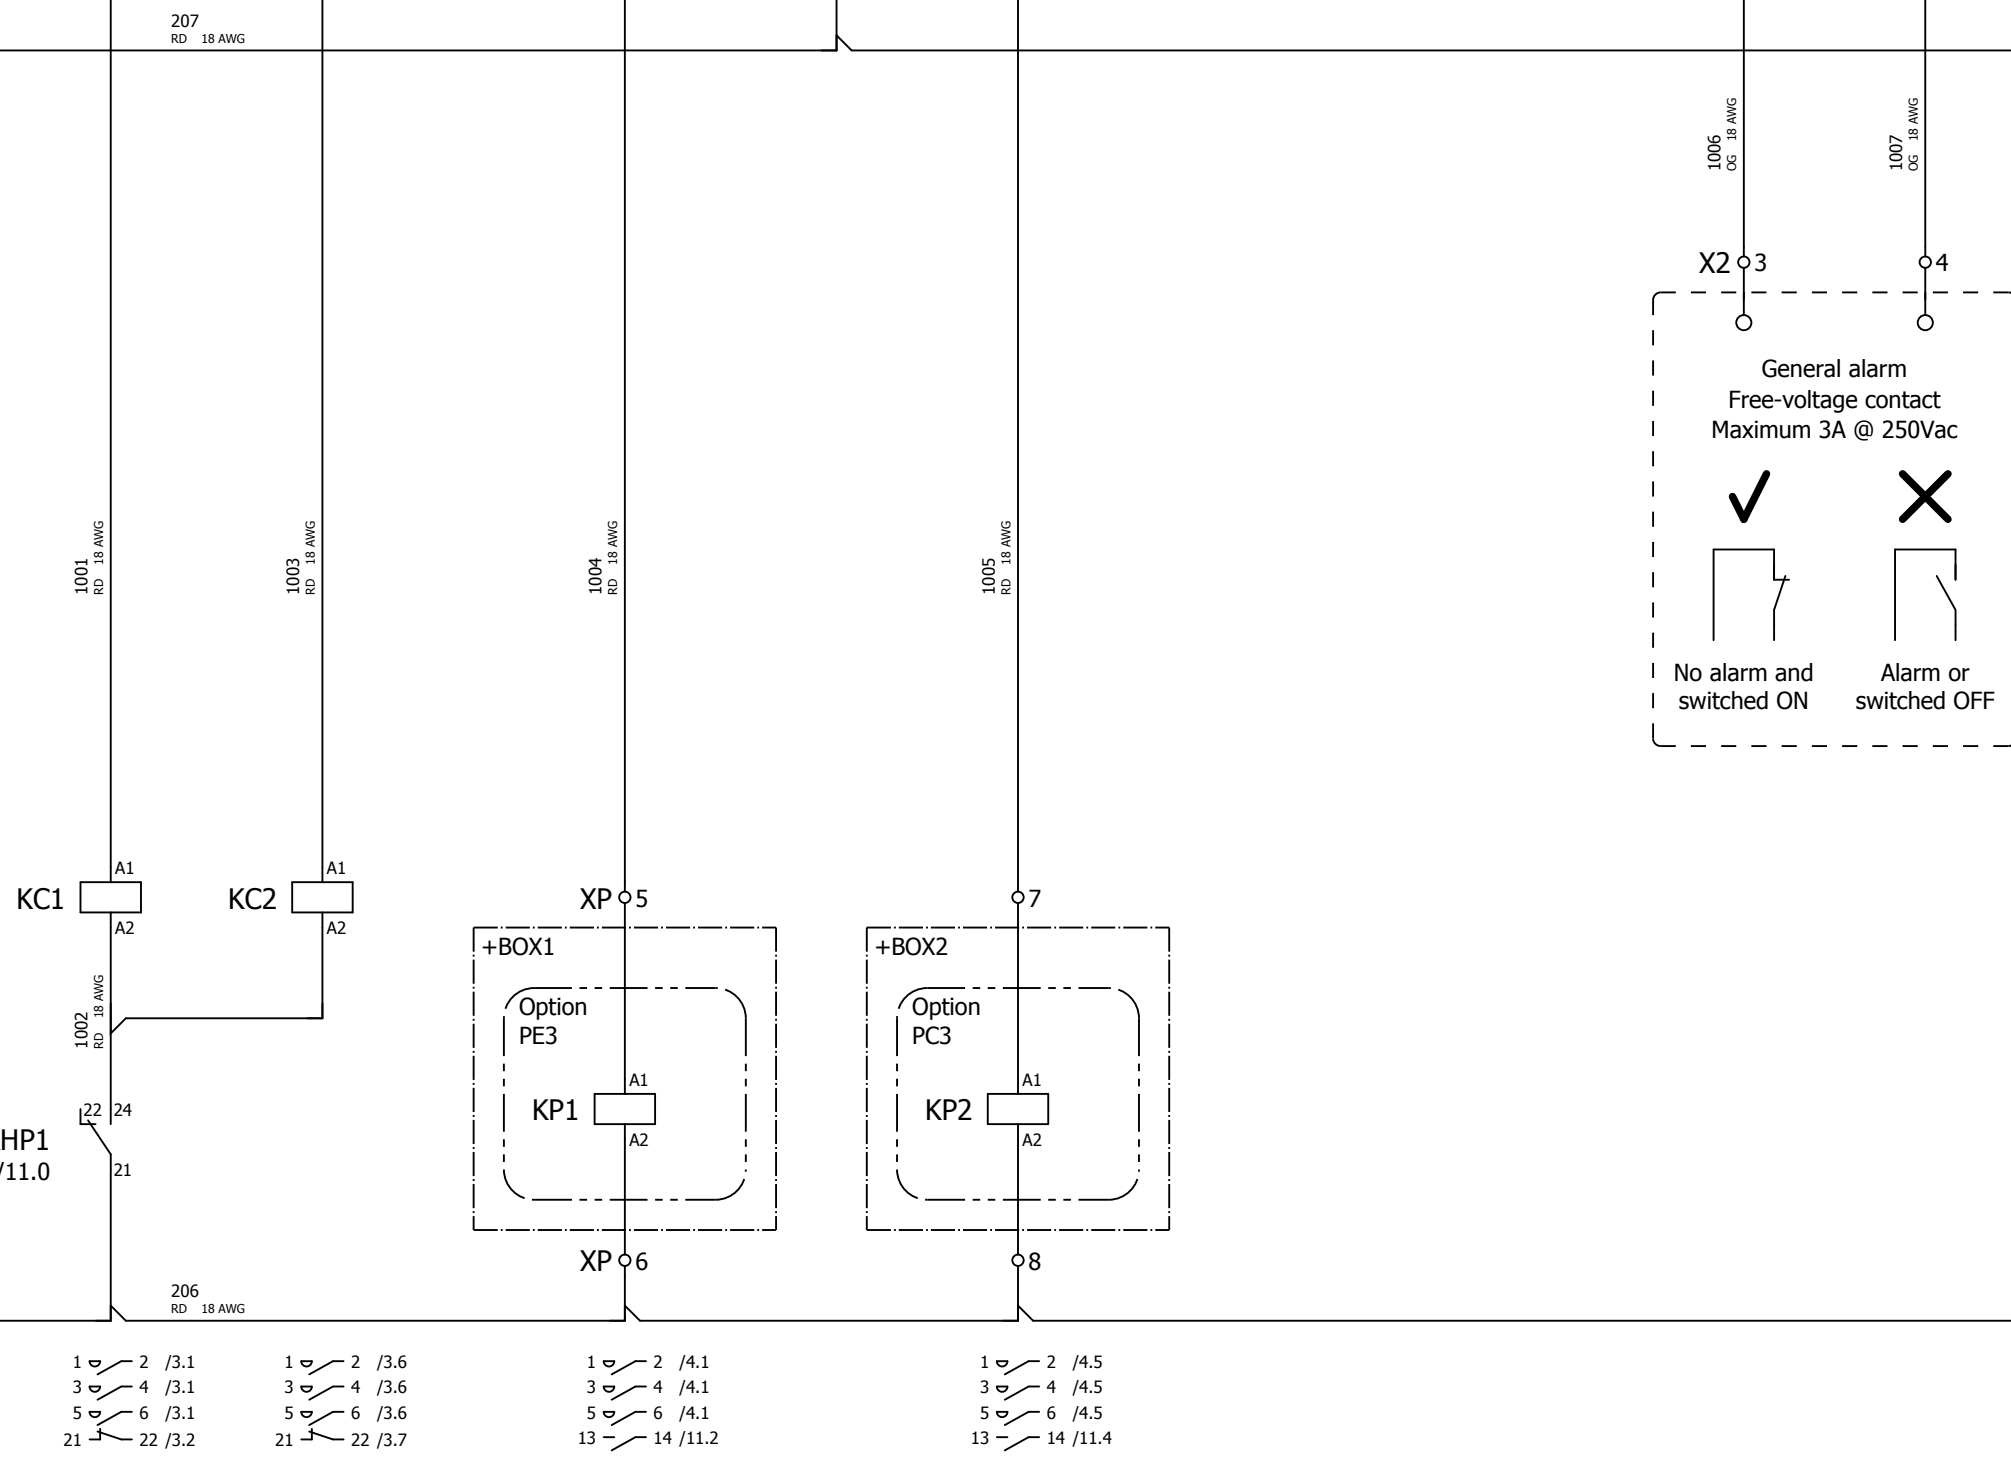 207
RD 18 AWG
1006
OG 18 AWG
1007
OG 18 AWG
X2 3
4
General alarm
Free-voltage contact
Maximum 3A @ 250Vac
No alarm and
switched ON
Alarm or
switched OFF
1001
RD 18 AWG
1003
RD 18 AWG
1004
RD 18 AWG
1005
RD 18 AWG
KC1
A1
A2
KC2
A1
A2
XP 5
7
+BOX1
Option
PE3
KP1
A1
A2
+BOX2
Option
PC3
KP2
A1
A2
1002
RD 18 AWG
22 24
HP1
/11.0
21
XP 6
8
206
RD 18 AWG
1 2 /3.1
3 4 /3.1
5 6 /3.1
21 22 /3.2
1 2 /3.6
3 4 /3.6
5 6 /3.6
21 22 /3.7
1 2 /4.1
3 4 /4.1
5 6 /4.1
13 14 /11.2
1 2 /4.5
3 4 /4.5
5 6 /4.5
13 14 /11.4